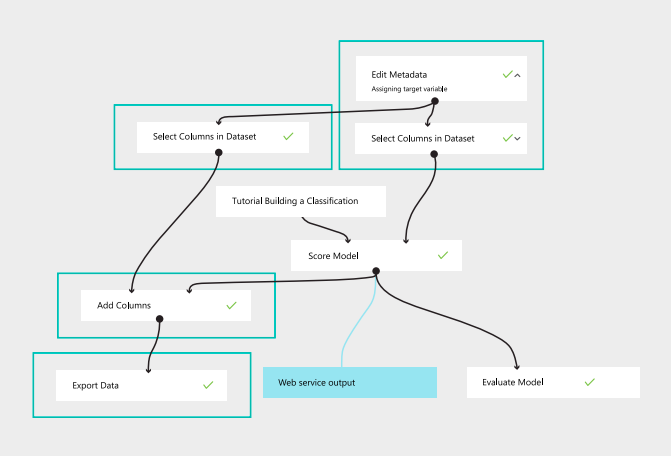 Edit Metadata
Assigning target variable
Select Columns in Dataset
Select Columns in Dataset
Tutorial Building a Classification
Score Model
Add Columns
Export Data
Web service output
Evaluate Model